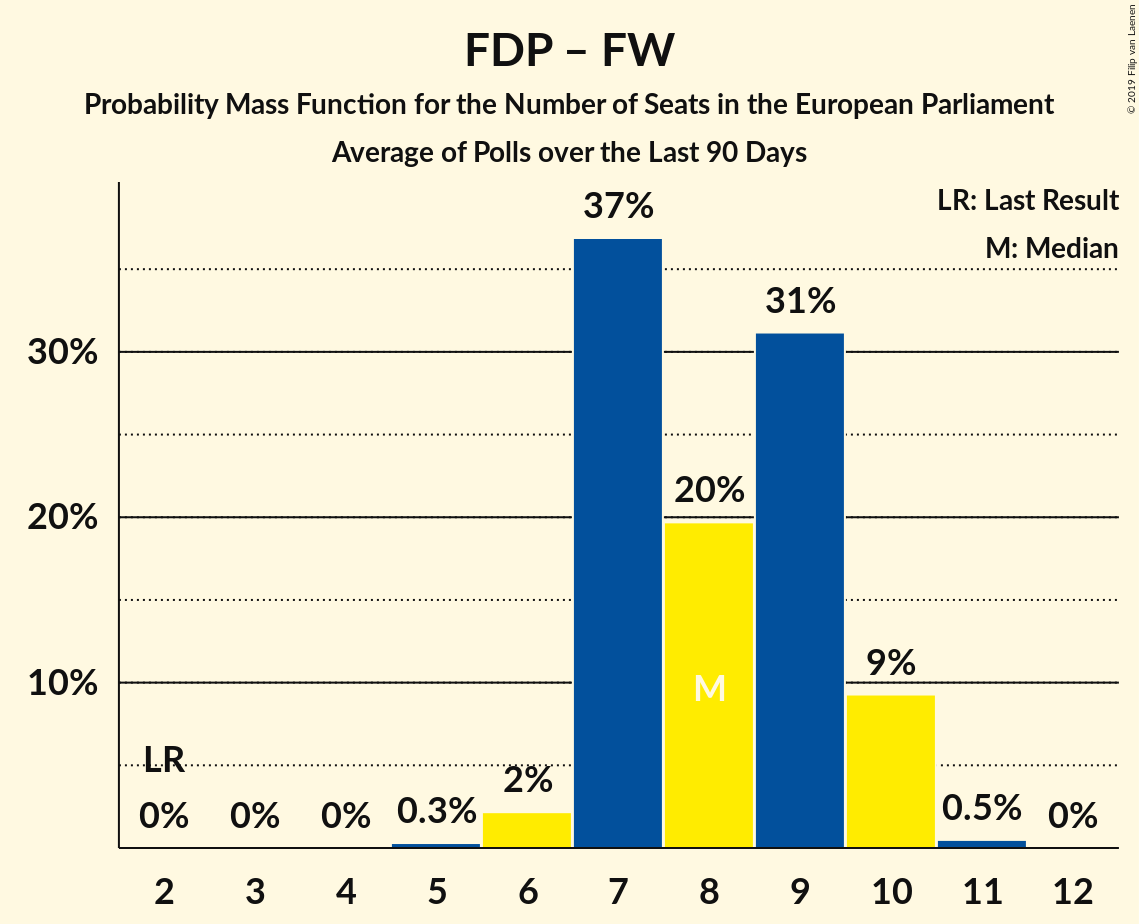 FDP – FW
Probability Mass Function for the Number of Seats in the European Parliament
Average of Polls over the Last 90 Days
© 2019 Filip van Laenen
LR: Last Result
M: Median
37%
31%
30%
20%
20%
10%
M
9%
LR
2%
0%
0%
0%
0.3%
0.5%
0%
2 3 4 5 6 7 8 9 10 11 12